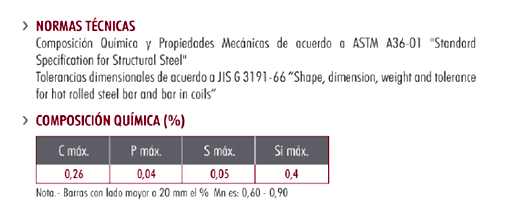 NORMAS TÉCNICAS
Composición Química y Propiedades Mecánicas de acuerdo a ASTM A36-01 "Standard
Specification for Structural Steel"
Tolerancias dimensionales de acuerdo a JIS G 3191-66 “Shape, dimension, weight and tolerance
for hot rolled steel bar and bar in coils”
COMPOSICIÓN QUÍMICA (%)
C máx. P máx. S máx. Si máx.
0,26 0,04 0,05 0,4
Nota.- Barras con lado mayor a 20 mm el % Mn es: 0,60 - 0,90